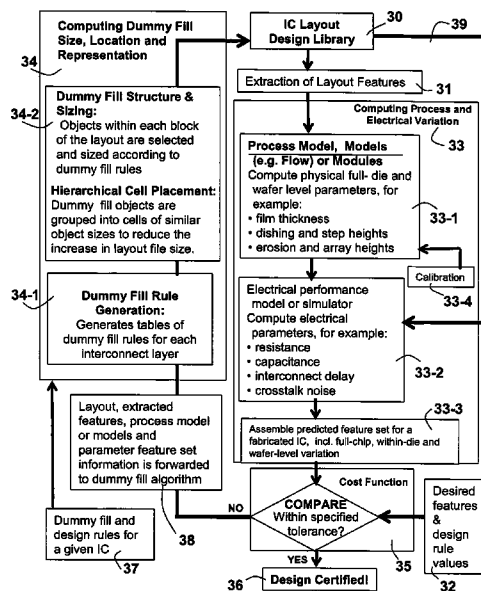 Computing Dummy Fill
Size, Location and
Representation
34
34-2
Dummy Fill Structure &
Sizing:
Objects within each block
of the layout are selected
and sized according to
dummy fill rules
Hierarchical Cell Placement:
Dummy fill objects are
grouped into cells of similar
object sizes to reduce the
increase in layout file size.
34-1
Dummy Fill Rule
Generation:
Generates tables of
dummy fill rules for each
interconnect layer
Layout, extracted
features, process model
or models and
parameter feature set
information is forwarded
to dummy fill algorithm
38
Dummy fill and
design rules for
a given IC
37
IC Layout
Design Library
30
39
Extraction of Layout Features
31
Computing Process and
Electrical Variation
33
Process Model, Models
(e.g. Flow) or Modules
Compute physical full- die and
wafer level parameters, for
example:
• film thickness
• dishing and step heights
• erosion and array heights
33-1
Calibration
33-4
Electrical performance
model or simulator
Compute electrical
parameters, for example:
• resistance
• capacitance
• interconnect delay
• crosstalk noise
33-2
33-3
Assemble predicted feature set for a
fabricated IC, incl. full-chip, within-die and
wafer-level variation
Cost Function
COMPARE
Within specified
tolerance?
NO
YES
35
Desired
features
&
design rule
values
32
36
Design Certified!